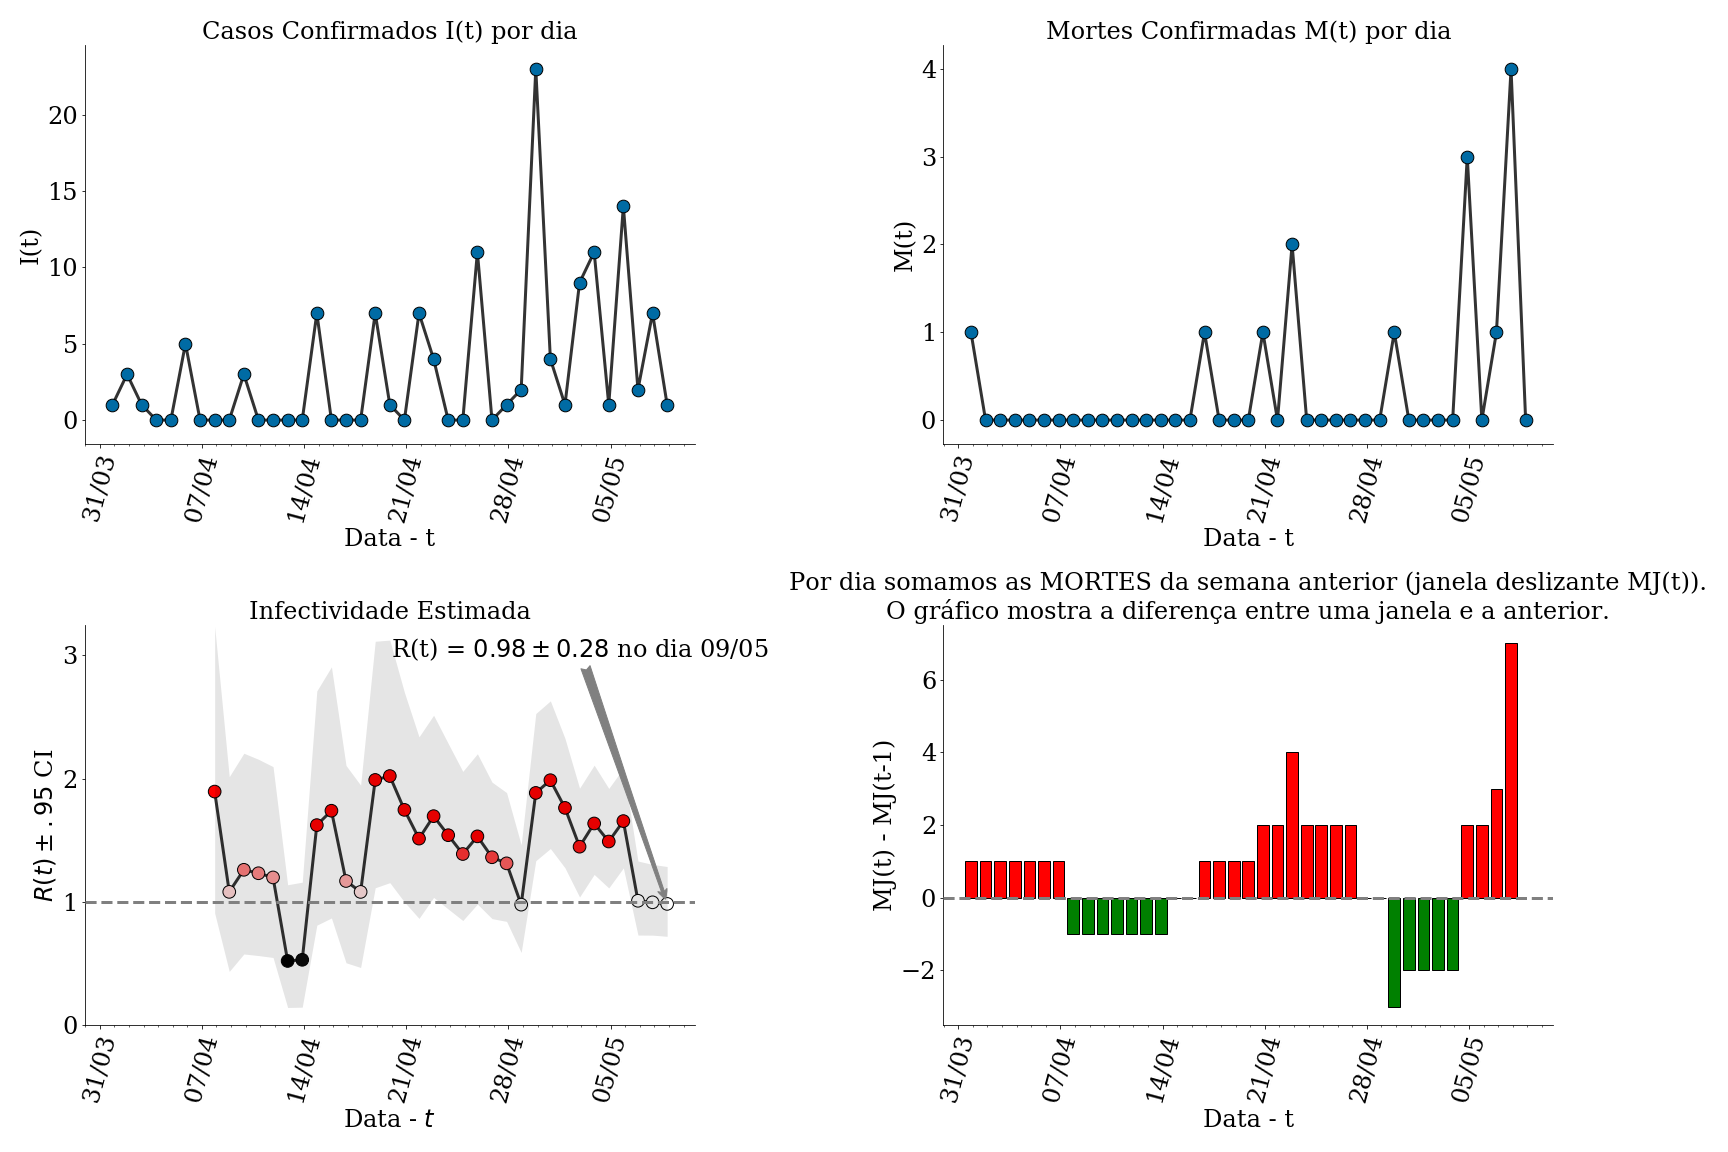 Casos Confirmados I(t) por dia
I(t)
20
15
10
5
0
31/03 07/04 14/04 21/04 28/04 05/05
Data - t
Mortes Confirmadas M(t) por dia
M(t)
4
3
2
1
0
31/03 07/04 14/04 21/04 28/04 05/05
Data - t
Infectividade Estimada
R(t) = 0.98 ± 0.28 no dia 09/05
R(t) ± .95 CI
3
2
1
0
31/03 07/04 14/04 21/04 28/04 05/05
Data - t
Por dia somamos as MORTES da semana anterior (janela deslizante MJ(t)).
O gráfico mostra a diferença entre uma janela e a anterior.
MJ(t) - MJ(t-1)
6
4
2
0
−2
31/03 07/04 14/04 21/04 28/04 05/05
Data - t